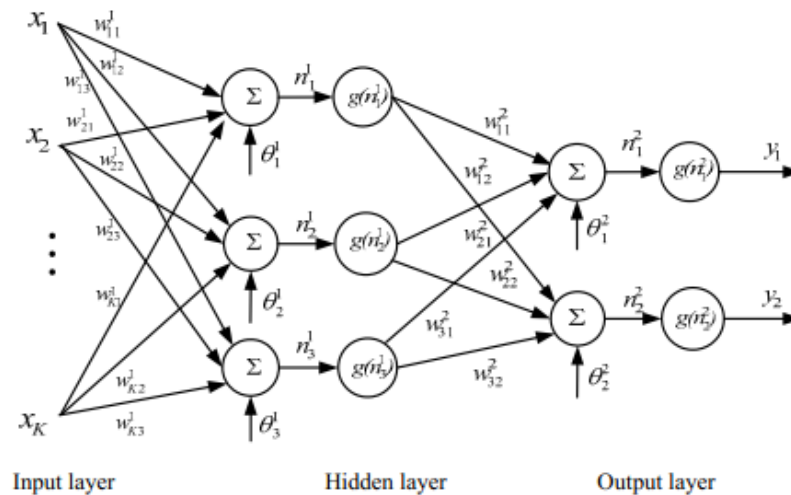 x₁
w¹₁₁
w¹₁₂
w¹₁₃
Σ
n¹₁
g(n¹₁)
θ¹₁
x₂
w¹₂₁
w¹₂₂
w¹₂₃
w²₁₁
w²₁₂
Σ
n²₁
g(n²₁)
y₁
θ²₁
⋮
Σ
n¹₂
g(n¹₂)
θ¹₂
w²₂₁
w²₂₂
w¹K₁
w¹K₂
w¹K₃
Σ
n¹₃
g(n¹₃)
θ¹₃
w²₃₁
w²₃₂
Σ
n²₂
g(n²₂)
y₂
θ²₂
xK
Input layer Hidden layer Output layer